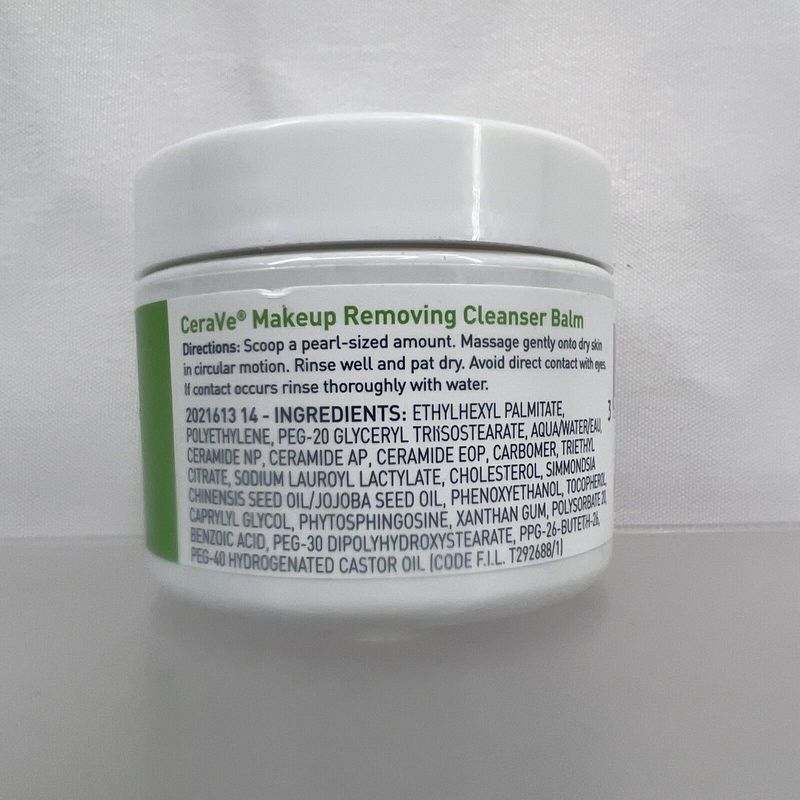 CeraVe® Makeup Removing Cleanser Balm
Directions: Scoop a pearl-sized amount. Massage gently onto dry skin
in circular motion. Rinse well and pat dry. Avoid direct contact with eyes.
If contact occurs rinse thoroughly with water.
2021613 14 - INGREDIENTS: ETHYLHEXYL PALMITATE,
POLYETHYLENE, PEG-20 GLYCERYL TRIISOSTEARATE, AQUA/WATER/EAU,
CERAMIDE NP, CERAMIDE AP, CERAMIDE EOP, CARBOMER, TRIETHYL
CITRATE, SODIUM LAUROYL LACTYLATE, CHOLESTEROL, SIMMONDSIA
CHINENSIS SEED OIL/JOJOBA SEED OIL, PHENOXYETHANOL, TOCOPHEROL,
CAPRYLYL GLYCOL, PHYTOSPHINGOSINE, XANTHAN GUM, POLYSORBATE 20,
BENZOIC ACID, PEG-30 DIPOLYHYDROXYSTEARATE, PPG-26-BUTETH-26,
PEG-40 HYDROGENATED CASTOR OIL (CODE F.I.L. T292688/1)
3